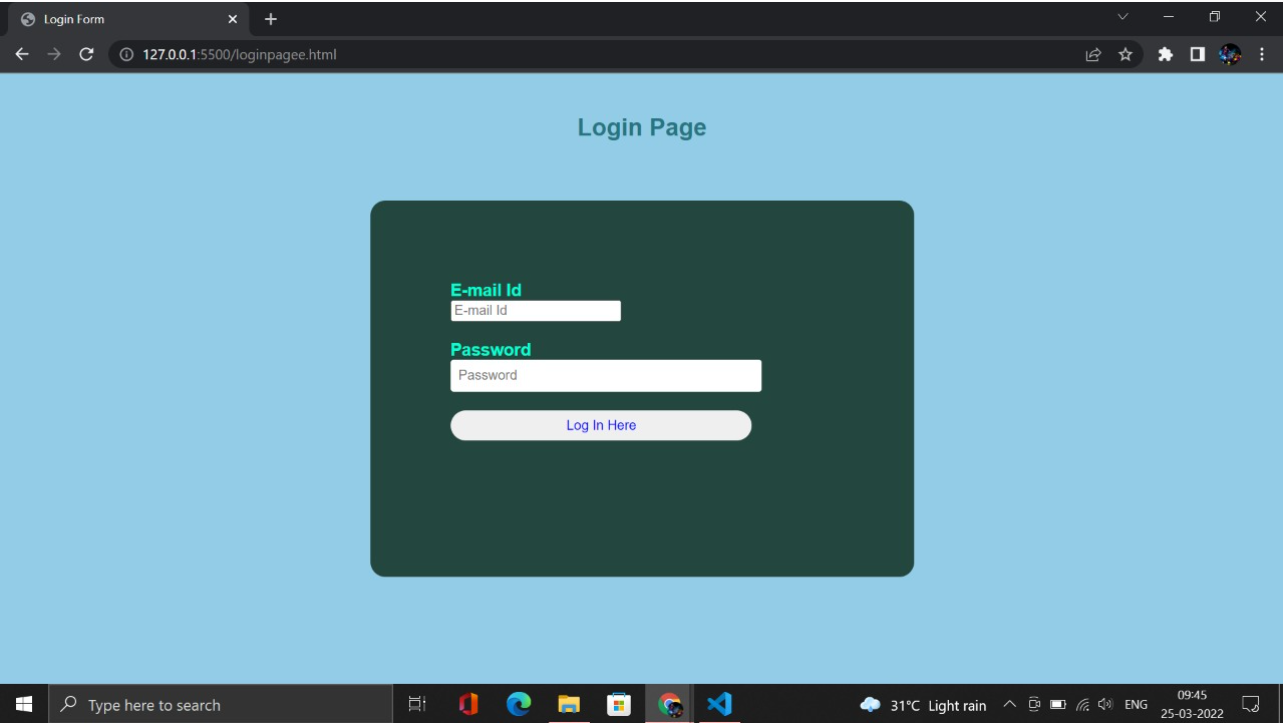 Login Form
127.0.0.1:5500/loginpagee.html
Login Page
E-mail Id
E-mail Id
Password
Password
Log In Here
Type here to search
31°C Light rain
ENG
09:45
25-03-2022